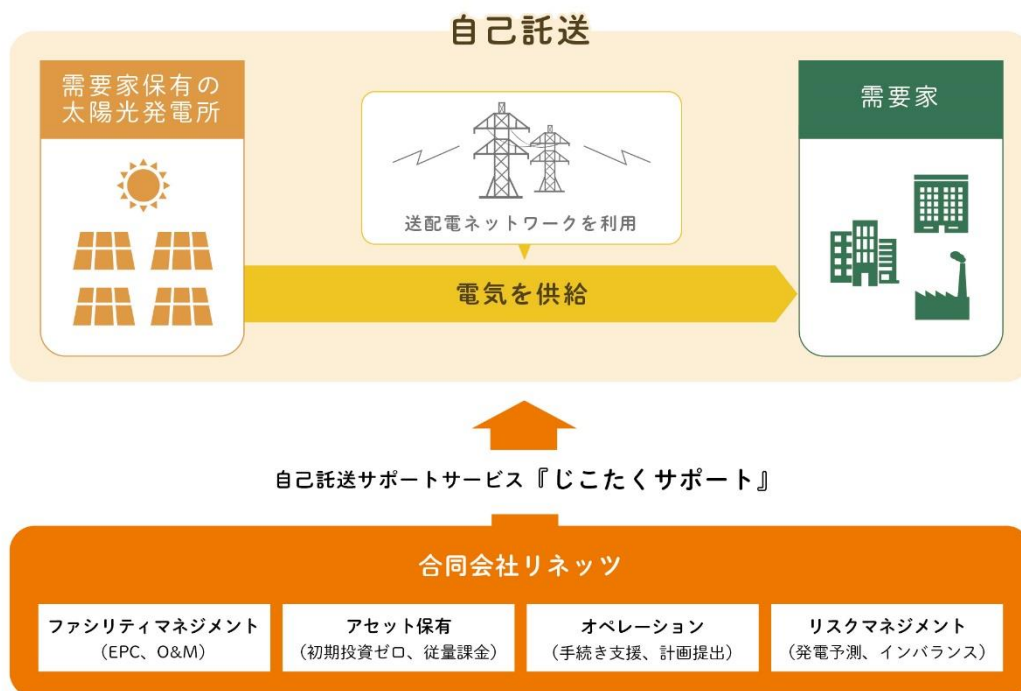 自己託送
需要家保有の
太陽光発電所
送配電ネットワークを利用
需要家
電気を供給
自己託送サポートサービス『じこたくサポート』
合同会社リネッツ
ファシリティマネジメント
(EPC、O&M)
アセット保有
(初期投資ゼロ、従量課金)
オペレーション
(手続き支援、計画提出)
リスクマネジメント
(発電予測、インバランス)